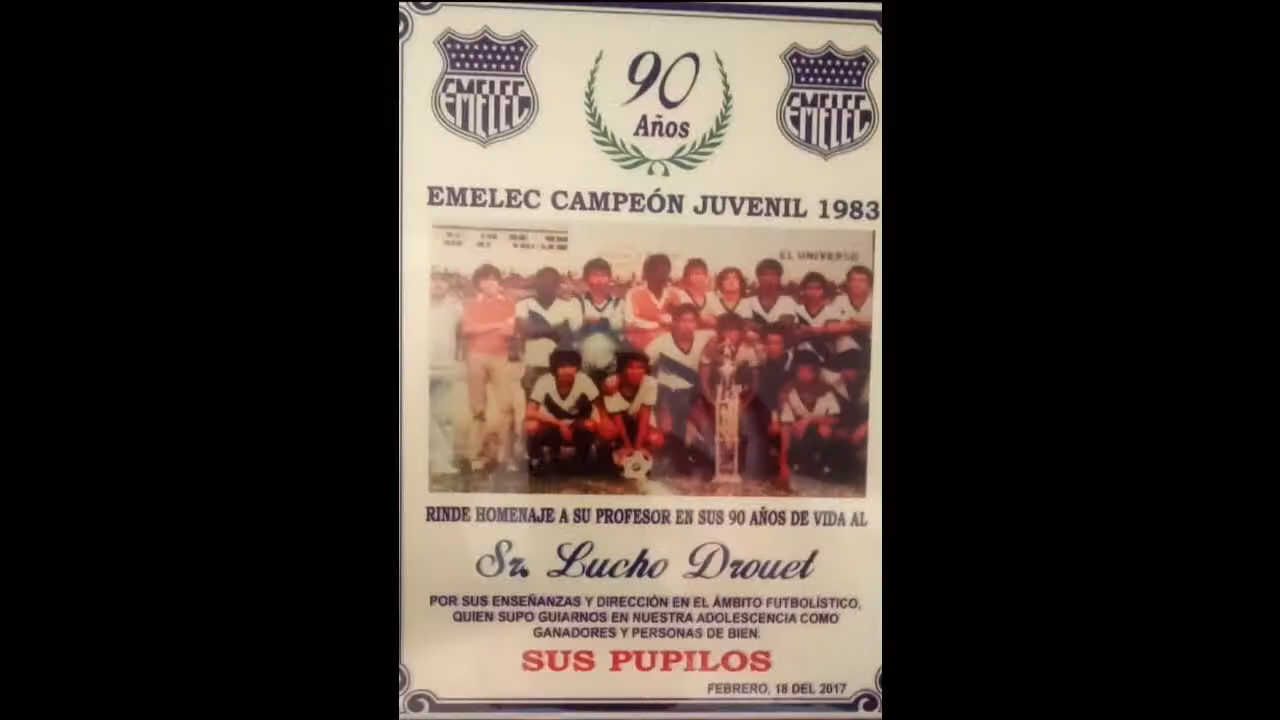 EMELEC
90
Años
EMELEC
EMELEC CAMPEÓN JUVENIL 1983
EL UNIVERSO
RINDE HOMENAJE A SU PROFESOR EN SUS 90 AÑOS DE VIDA AL
Sr. Lucho Drouet
POR SUS ENSEÑANZAS Y DIRECCIÓN EN EL ÁMBITO FUTBOLÍSTICO,
QUIEN SUPO GUIARNOS EN NUESTRA ADOLESCENCIA COMO
GANADORES Y PERSONAS DE BIEN.
SUS PUPILOS
FEBRERO, 18 DEL 2017